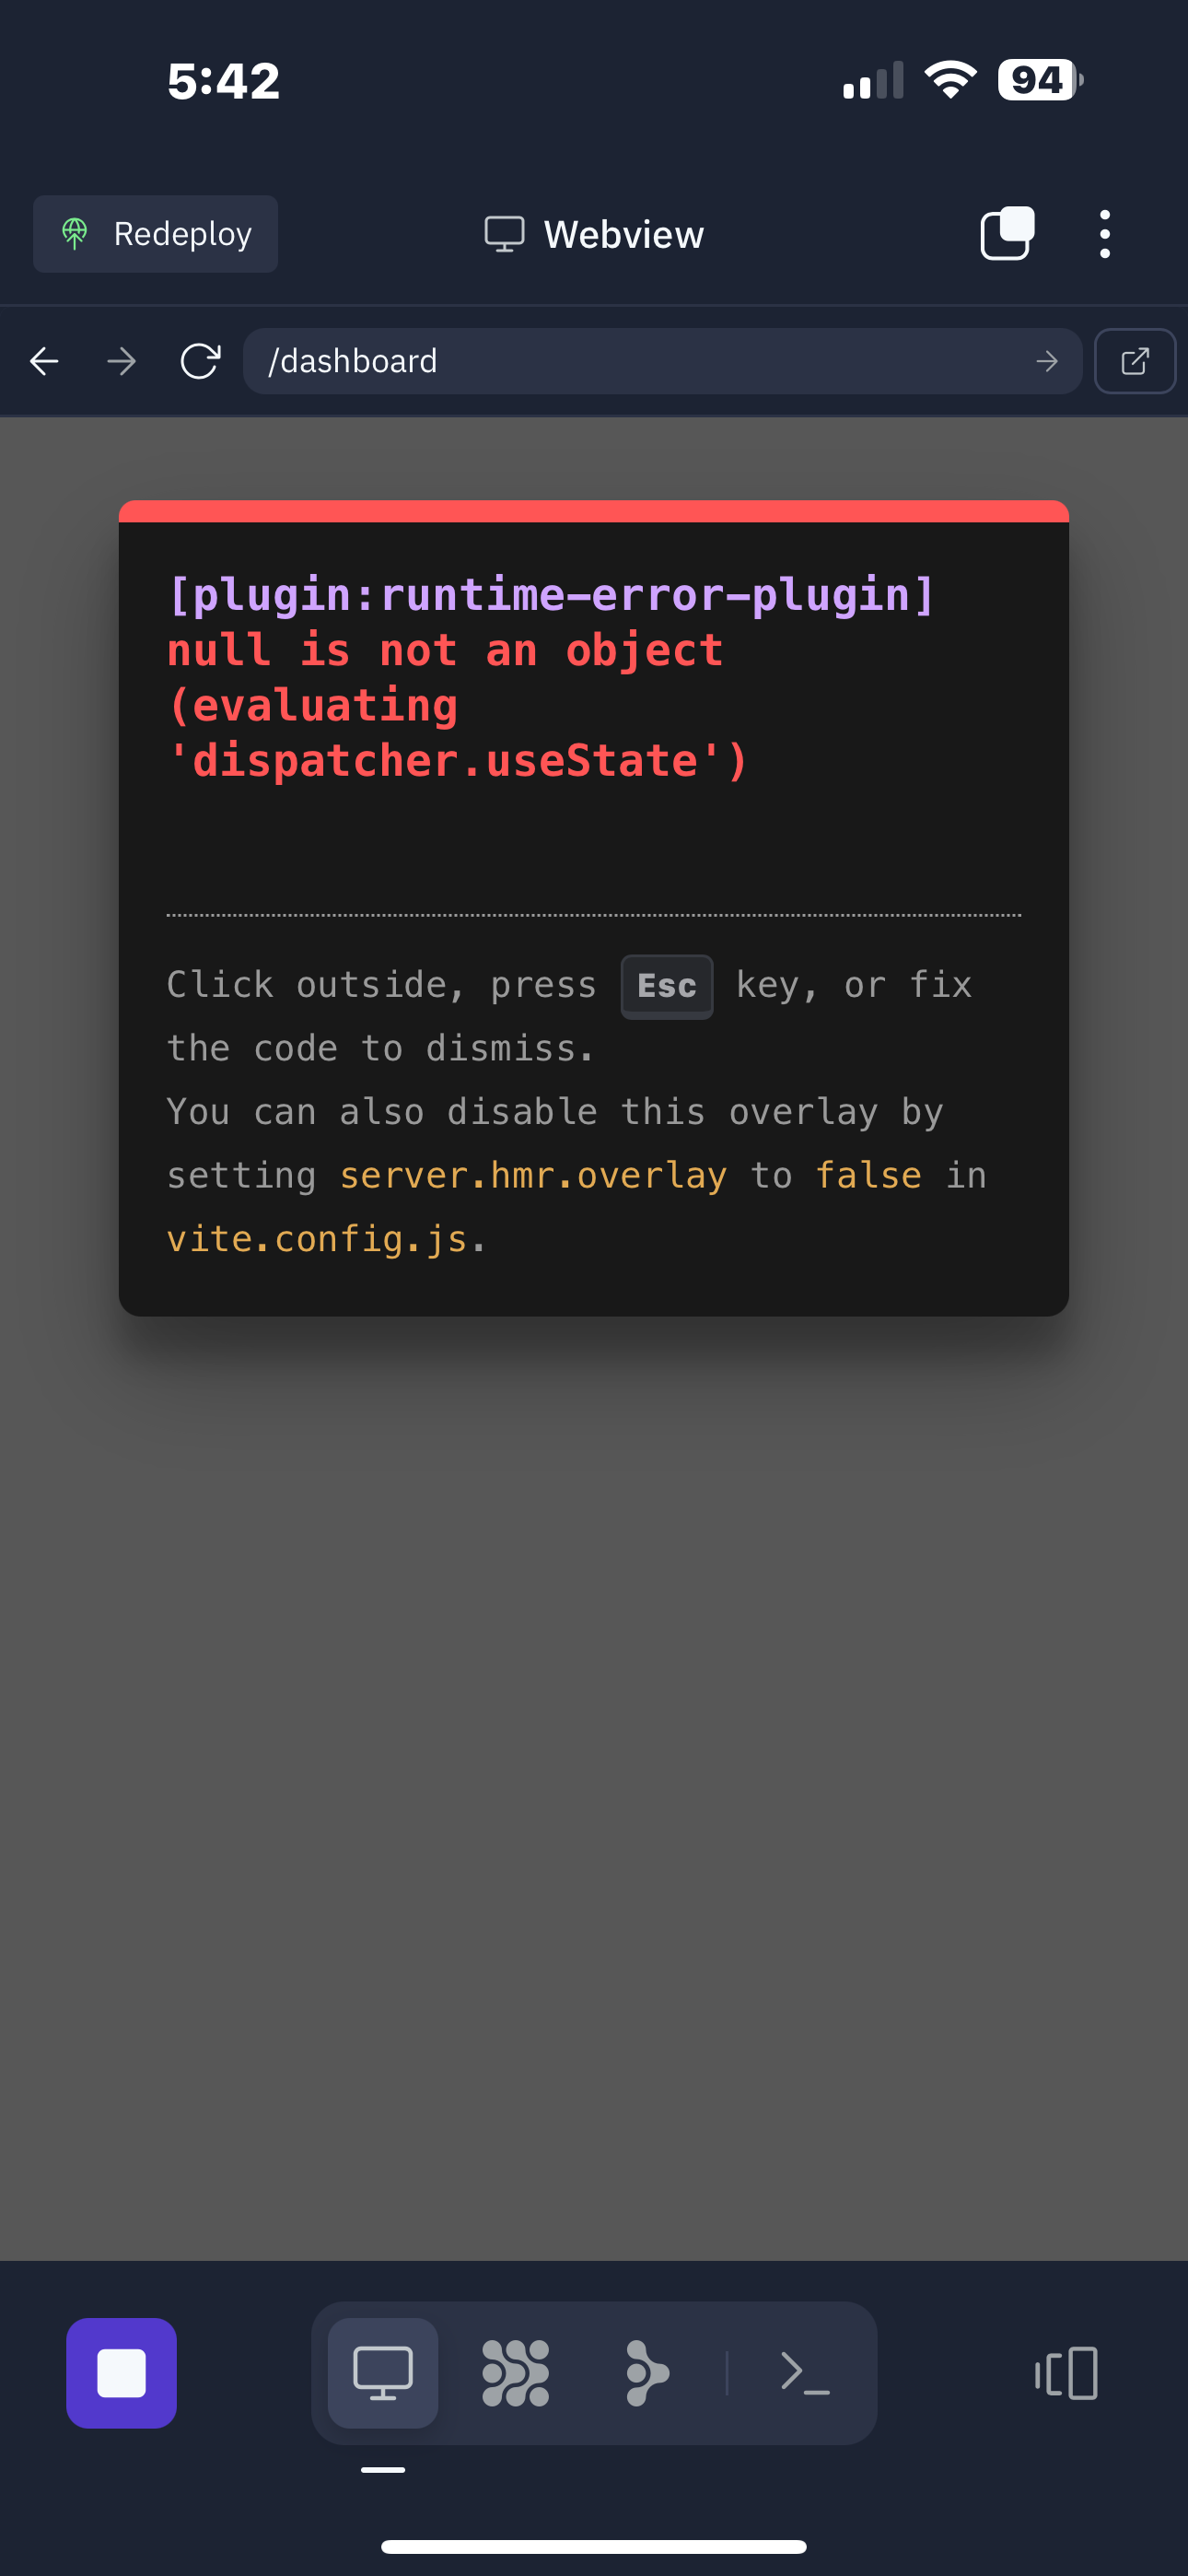 5:42
94
Redeploy
Webview
/dashboard
[plugin:runtime-error-plugin]
null is not an object
(evaluating
'dispatcher.useState')
Click outside, press Esc key, or fix
the code to dismiss.
You can also disable this overlay by
setting server.hmr.overlay to false in
vite.config.js.